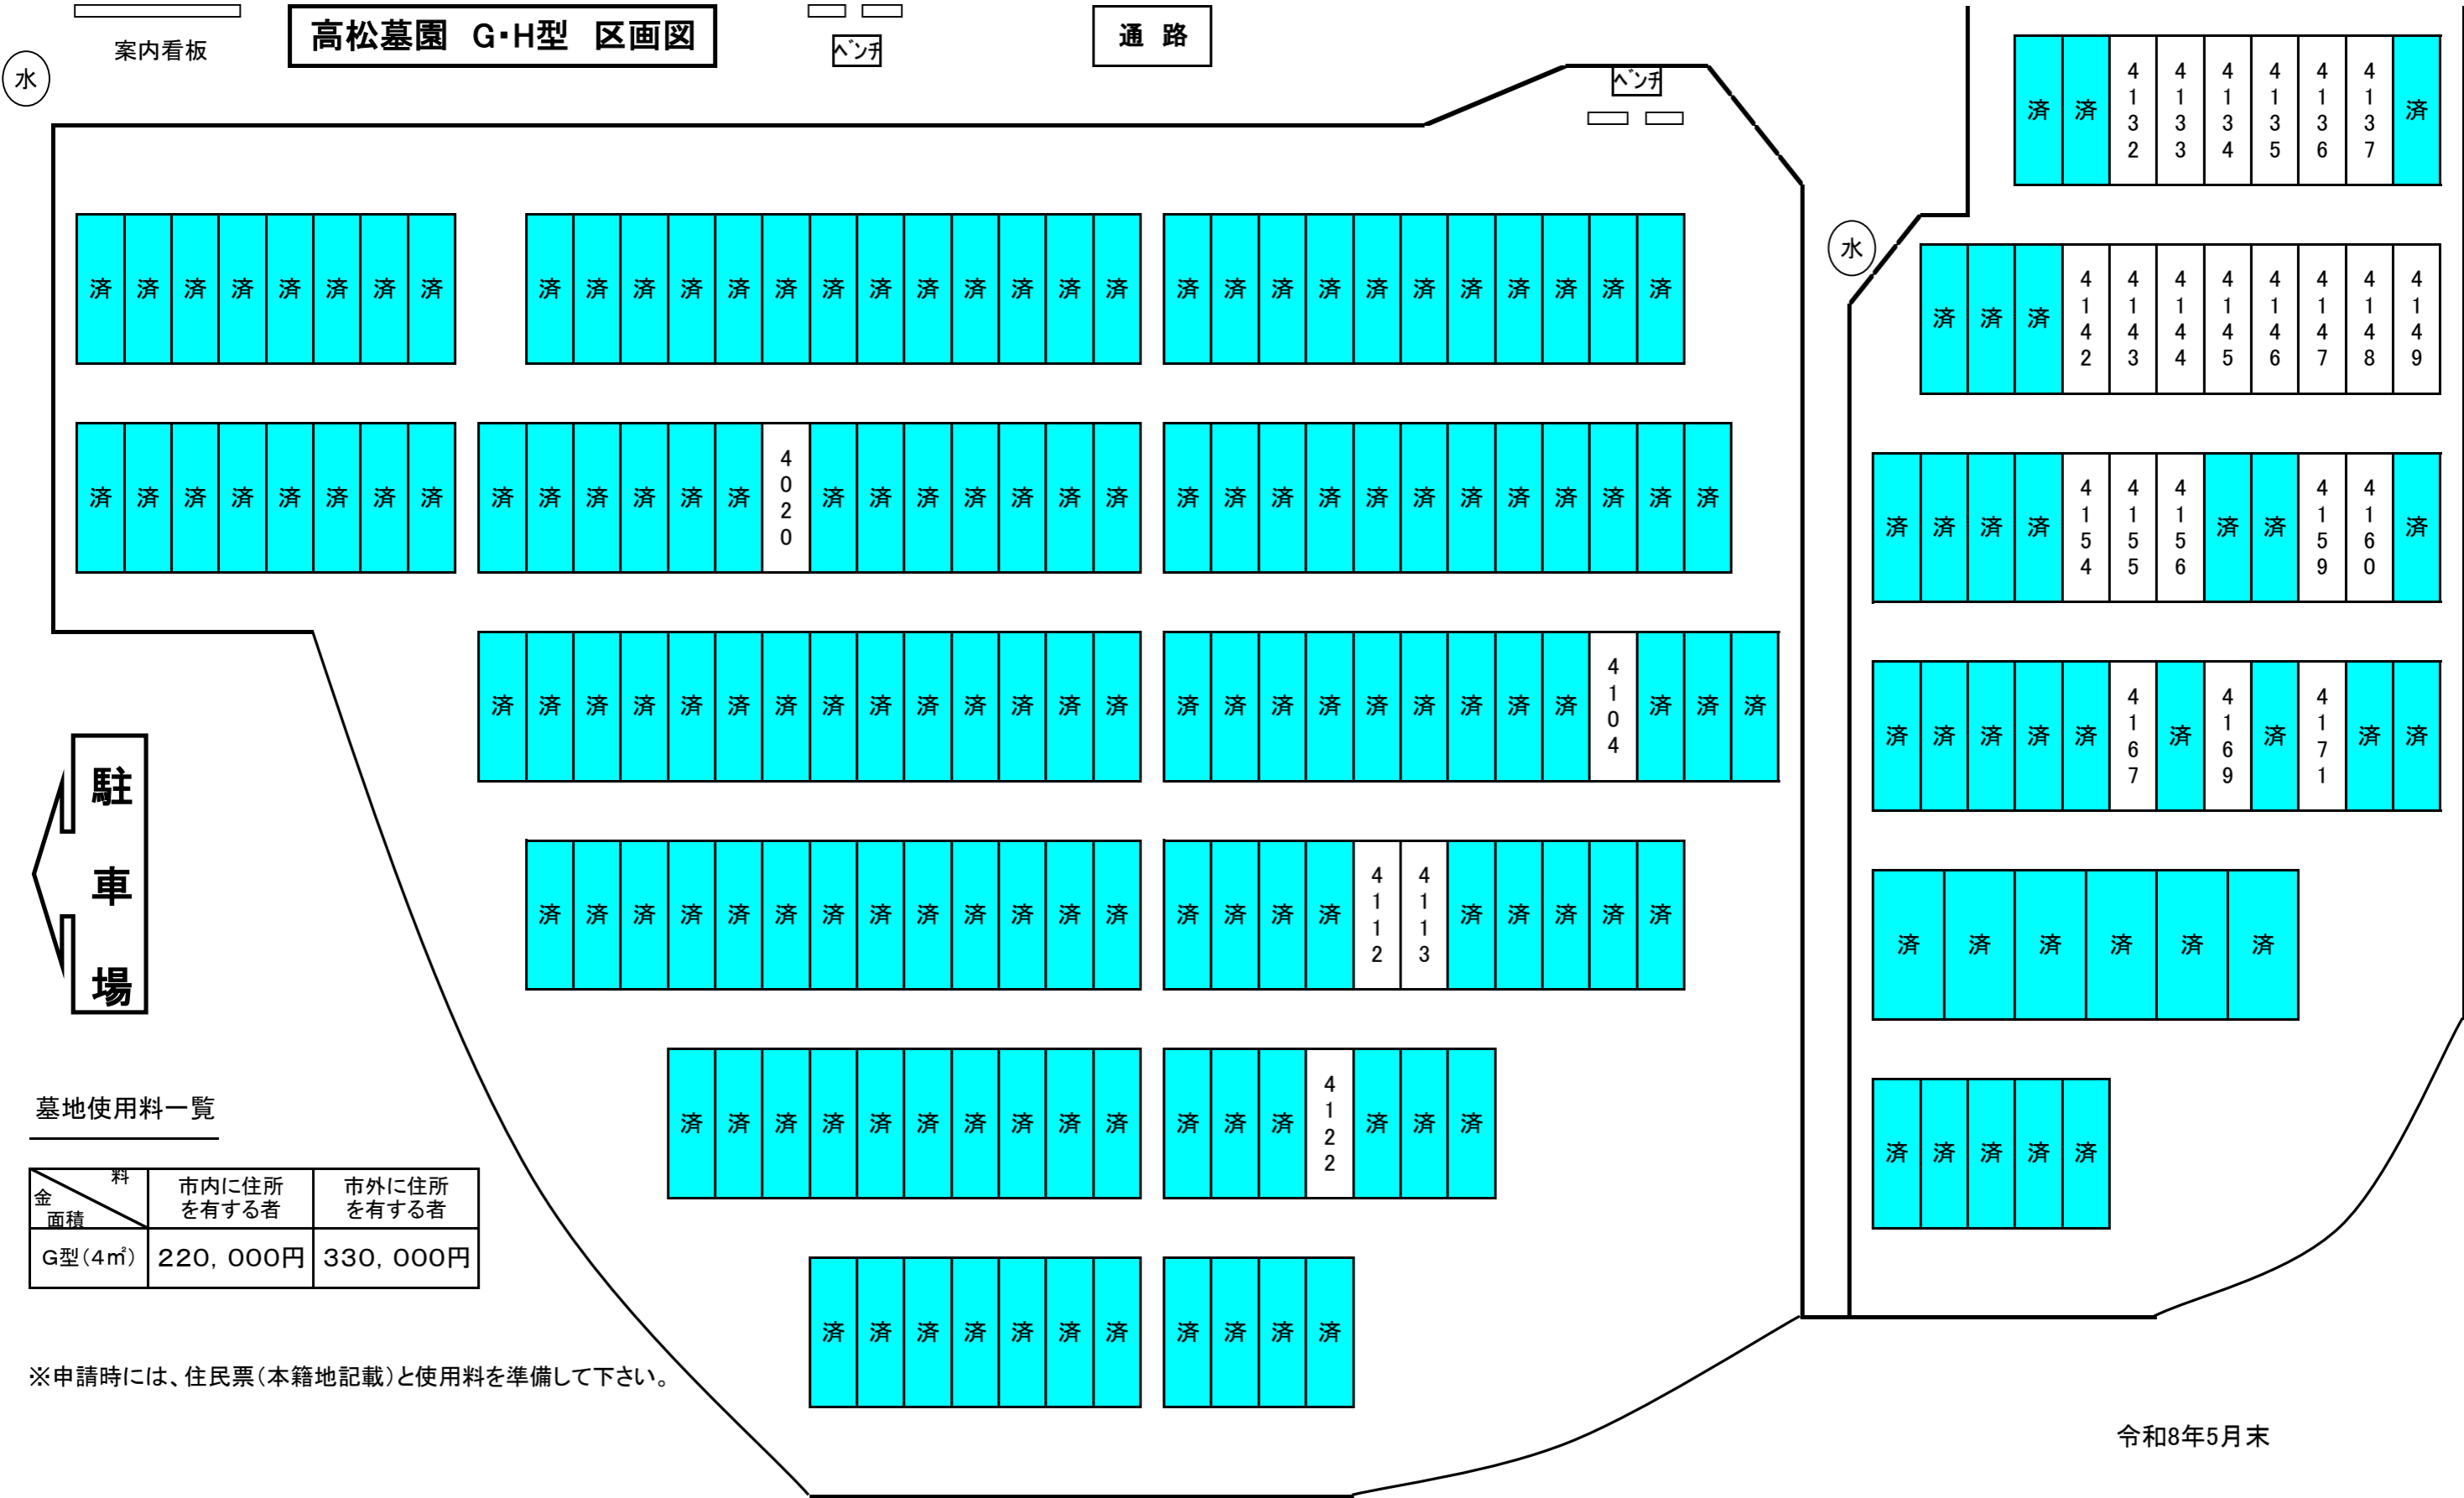 案内看板
高松墓園　G・H型　区画図
ベンチ
通　路
水
ベンチ
済 済 4132 4133 4134 4135 4136 4137 済
水
済 済 済 済 済 済 済 済 済 済 済 済 済 済 済 済 済 済 済 済 済 済 済 済 済 済 済 済 済 済 済 済
済 済 済 4142 4143 4144 4145 4146 4147 4148 4149
済 済 済 済 済 済 済 済 済 済 済 済 済 済 4020 済 済 済 済 済 済 済 済 済 済 済 済 済 済 済 済 済 済 済
済 済 済 済 4154 4155 4156 済 済 4159 4160 済
済 済 済 済 済 済 済 済 済 済 済 済 済 済 済 済 済 済 済 済 済 済 済 4104 済 済 済
済 済 済 済 済 4167 済 4169 済 4171 済 済
済 済 済 済 済 済 済 済 済 済 済 済 済 済 済 済 済 4112 4113 済 済 済 済 済
済 済 済 済 済 済
済 済 済 済 済 済 済 済 済 済 済 済 済 4122 済 済 済
済 済 済 済 済
済 済 済 済 済 済 済 済 済 済 済
駐車場
墓地使用料一覧
料
金
面積
市内に住所
を有する者
市外に住所
を有する者
G型(4㎡) 220,000円 330,000円
※申請時には、住民票(本籍地記載)と使用料を準備して下さい。
令和8年5月末